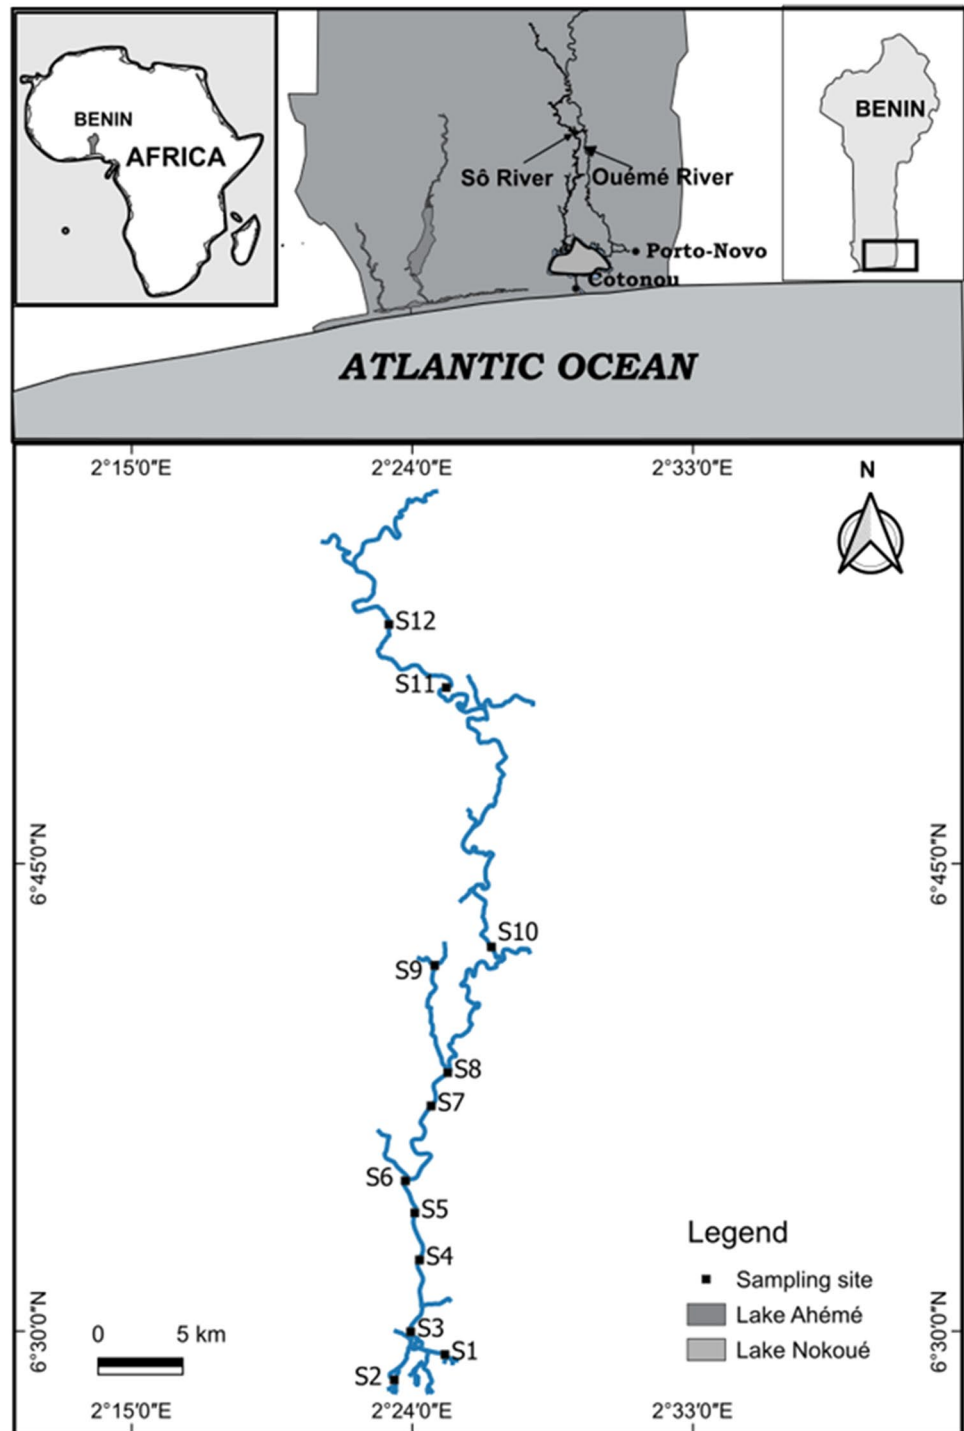 BENIN
AFRICA
Sô River
Ouémé River
Porto-Novo
Cotonou
BENIN
ATLANTIC OCEAN
2°15′0″E
2°24′0″E
2°33′0″E
N
S12
S11
6°45′0″N
6°45′0″N
S10
S9
S8
S7
S6
S5
S4
S3
S1
S2
Legend
Sampling site
Lake Ahémé
Lake Nokoué
0 5 km
6°30′0″N
6°30′0″N
2°15′0″E
2°24′0″E
2°33′0″E